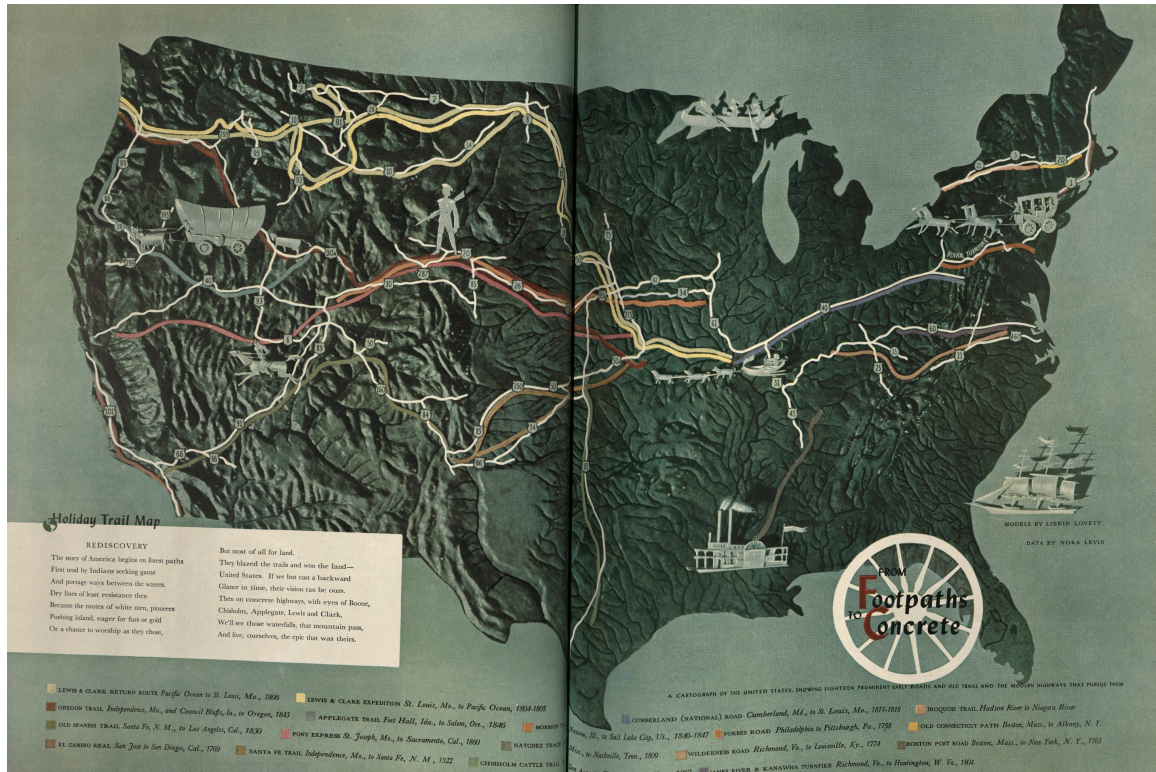 Holiday Trail Map
REDISCOVERY
The story of America begins on forest paths
First trod by Indians seeking game
And portage ways between the waters.
Dry lines of least resistance then
Became the routes of white men, pioneers
Pushing inland, eager for furs or gold
Or a chance to worship as they chose,
But most of all for land.
They blazed the trails and won the land—
United States. If we but cast a backward
Glance in time, their vision can be ours.
Then on concrete highways, with eyes of Boone,
Chisholm, Applegate, Lewis and Clark,
We'll see those waterfalls, that mountain pass,
And live, ourselves, the epic that was theirs.
MODELS BY LIBBIE LOVETT
DATA BY NORA LEVIN
FROM
Footpaths
TO Concrete
A CARTOGRAPH OF THE UNITED STATES, SHOWING EIGHTEEN PROMINENT EARLY ROADS AND OLD TRAILS AND THE MODERN HIGHWAYS THAT PURSUE THEM
LEWIS & CLARK RETURN ROUTE Pacific Ocean to St. Louis, Mo., 1806
OREGON TRAIL Independence, Mo., and Council Bluffs, Ia., to Oregon, 1843
OLD SPANISH TRAIL Santa Fe, N. M., to Los Angeles, Cal., 1830
EL CAMINO REAL San Jose to San Diego, Cal., 1769
LEWIS & CLARK EXPEDITION St. Louis, Mo., to Pacific Ocean, 1804-1805
APPLEGATE TRAIL Fort Hall, Ida., to Salem, Ore., 1846
PONY EXPRESS St. Joseph, Mo., to Sacramento, Cal., 1860
SANTA FE TRAIL Independence, Mo., to Santa Fe, N. M., 1822
MORMON
NATCHEZ TRACE
CHISHOLM CATTLE TRAIL
Ill., to Salt Lake City, Ut., 1846-1847
Miss., to Nashville, Tenn., 1800
CUMBERLAND (NATIONAL) ROAD Cumberland, Md., to St. Louis, Mo., 1811-1818
FORBES ROAD Philadelphia to Pittsburgh, Pa., 1758
WILDERNESS ROAD Richmond, Va., to Louisville, Ky., 1774
JAMES RIVER & KANAWHA TURNPIKE Richmond, Va., to Huntington, W. Va., 1804
IROQUOIS TRAIL Hudson River to Niagara River
OLD CONNECTICUT PATH Boston, Mass., to Albany, N. Y.
BOSTON POST ROAD Boston, Mass., to New York, N. Y., 1763